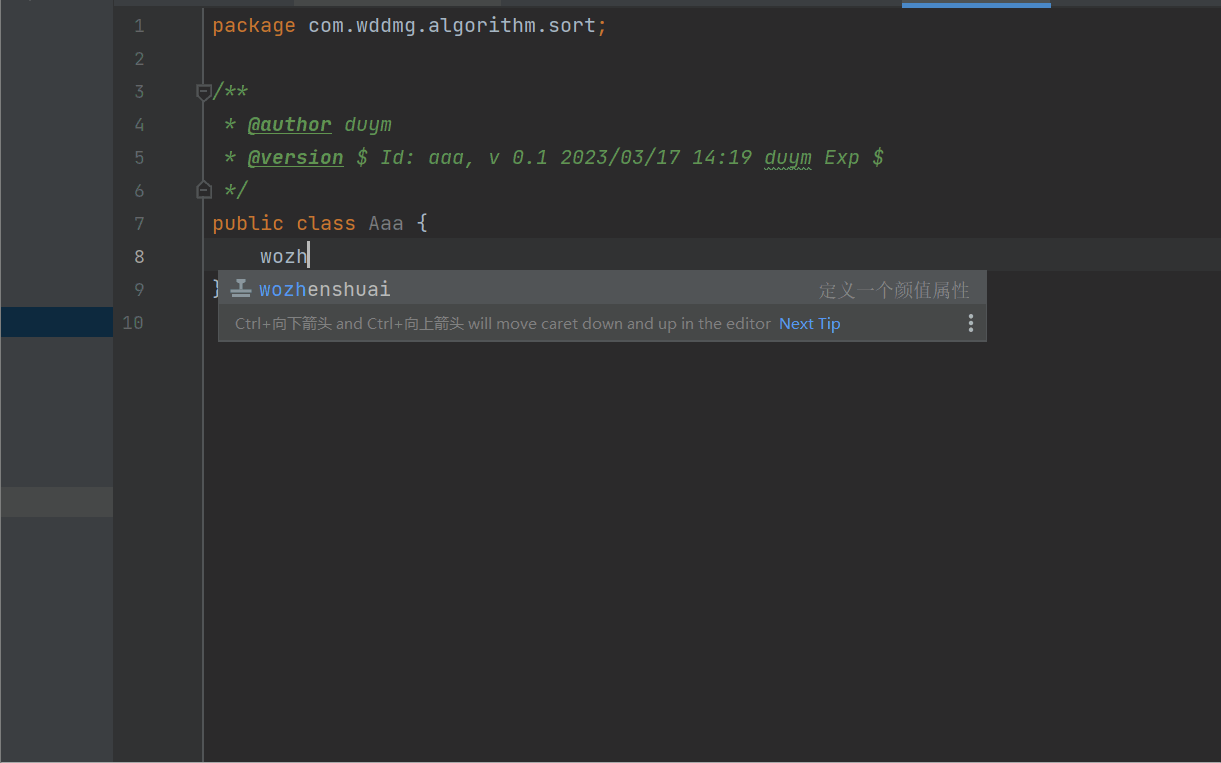 1 package com.wddmg.algorithm.sort;
2
3 /**
4 * @author duym
5 * @version $ Id: aaa, v 0.1 2023/03/17 14:19 duym Exp $
6 */
7 public class Aaa {
8 wozh
9 }
wozhenshuai 定义一个颜值属性
Ctrl+向下箭头 and Ctrl+向上箭头 will move caret down and up in the editor Next Tip
10